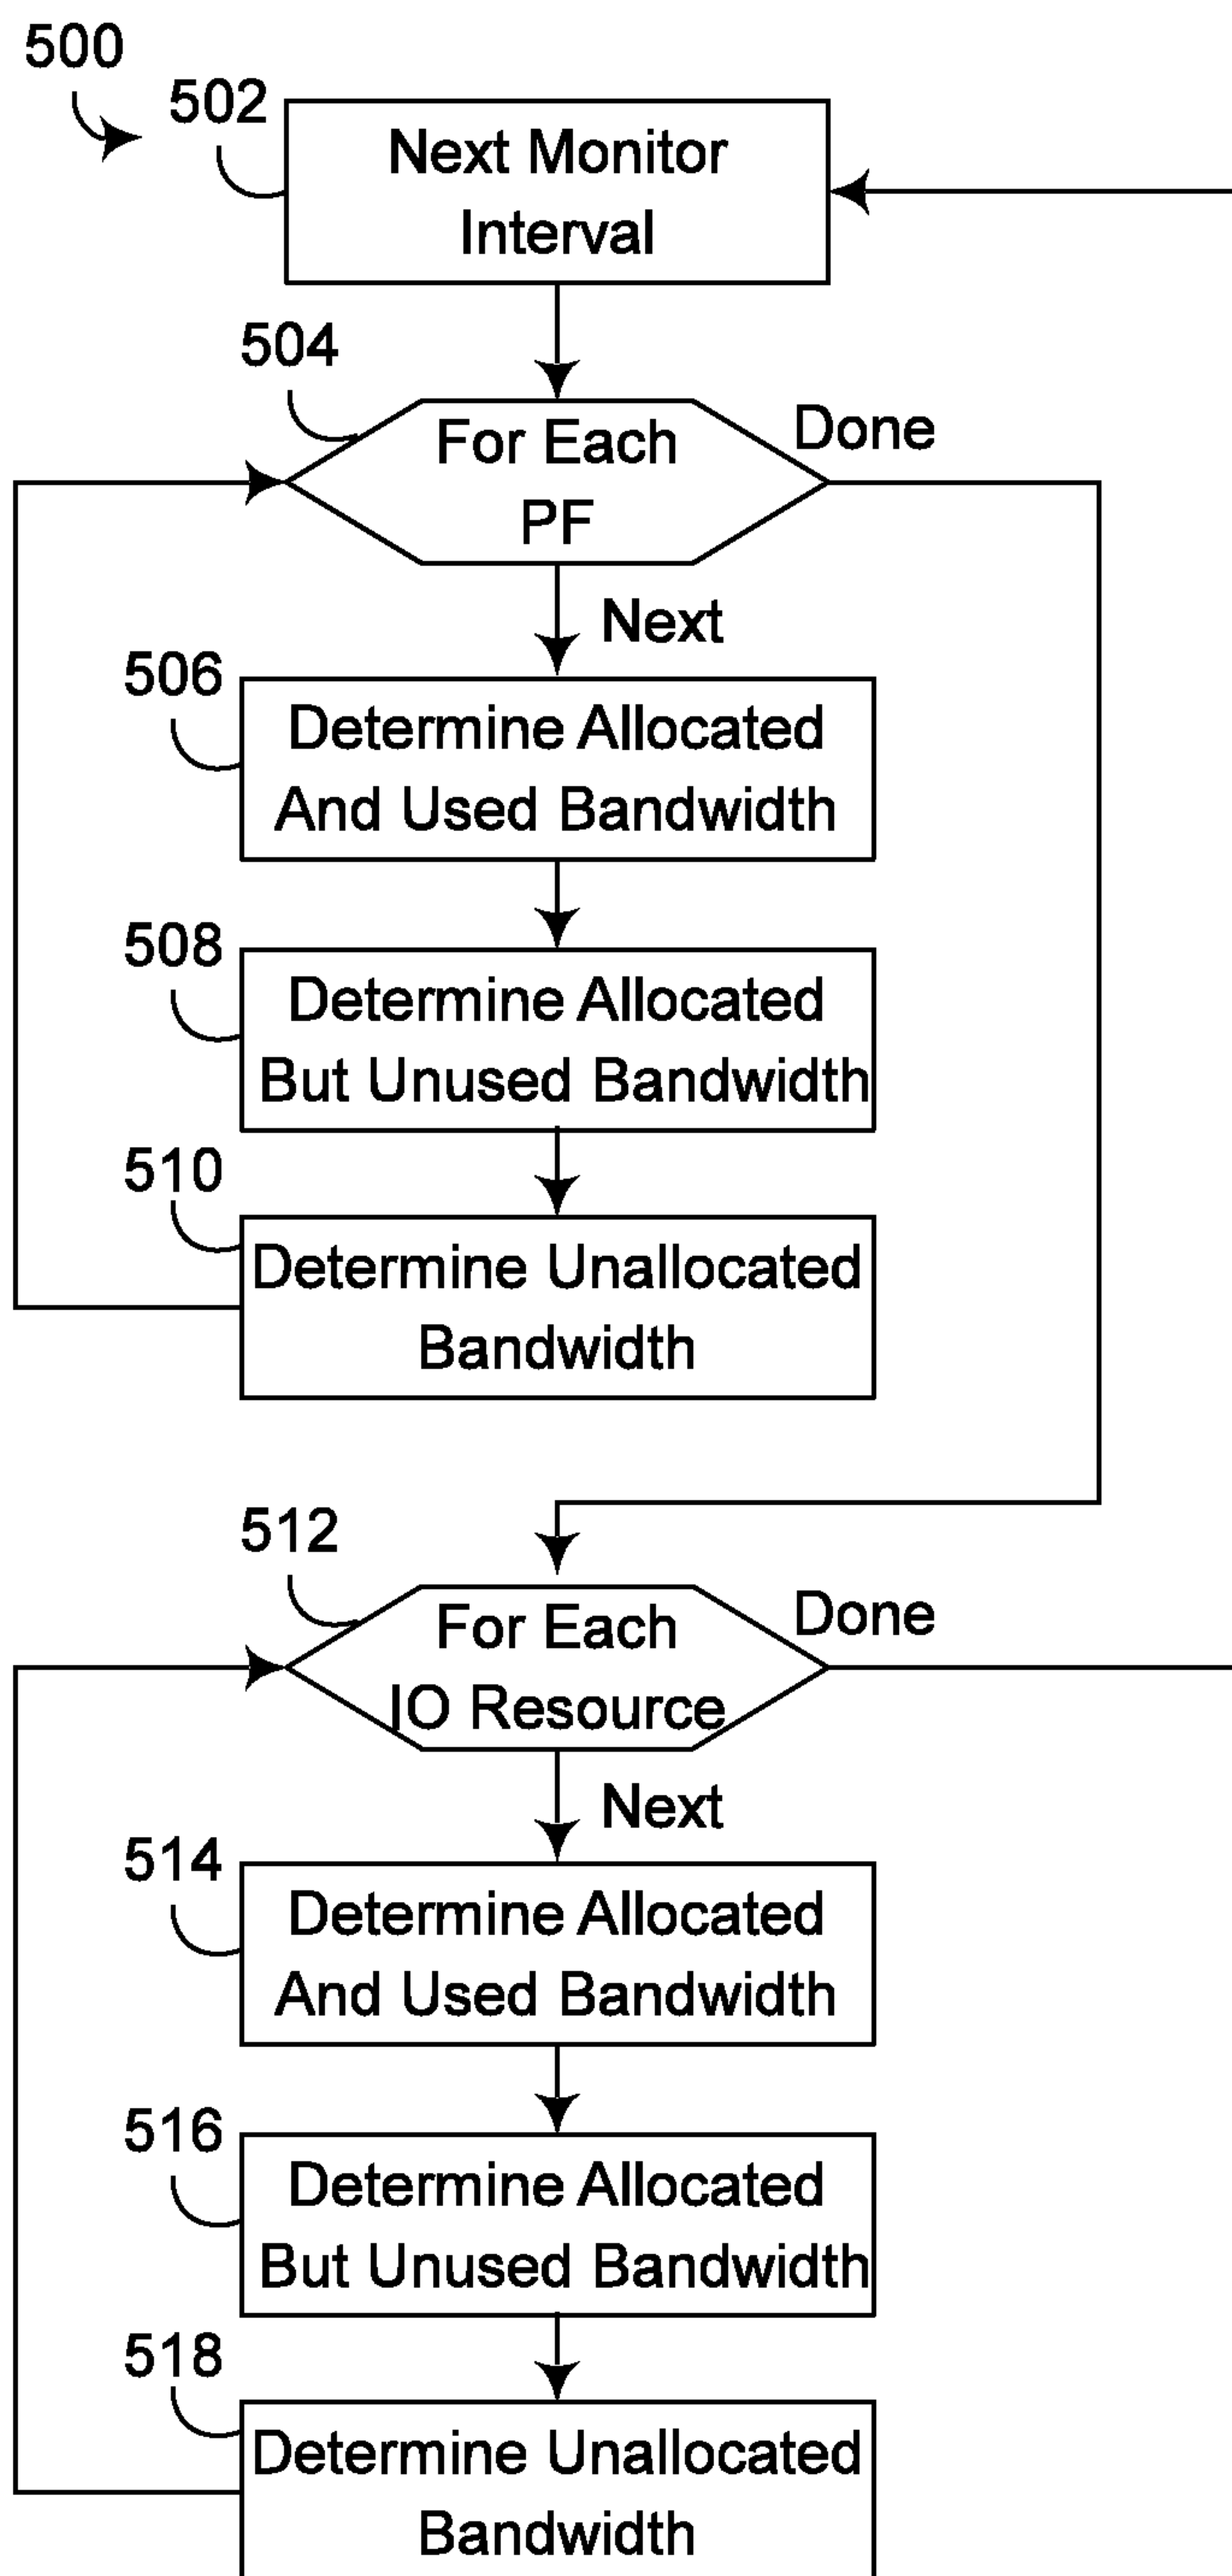 500
502
Next Monitor
Interval
504
For Each
PF
Done
Next
506
Determine Allocated
And Used Bandwidth
508
Determine Allocated
But Unused Bandwidth
510
Determine Unallocated
Bandwidth
512
For Each
IO Resource
Done
Next
514
Determine Allocated
And Used Bandwidth
516
Determine Allocated
But Unused Bandwidth
518
Determine Unallocated
Bandwidth